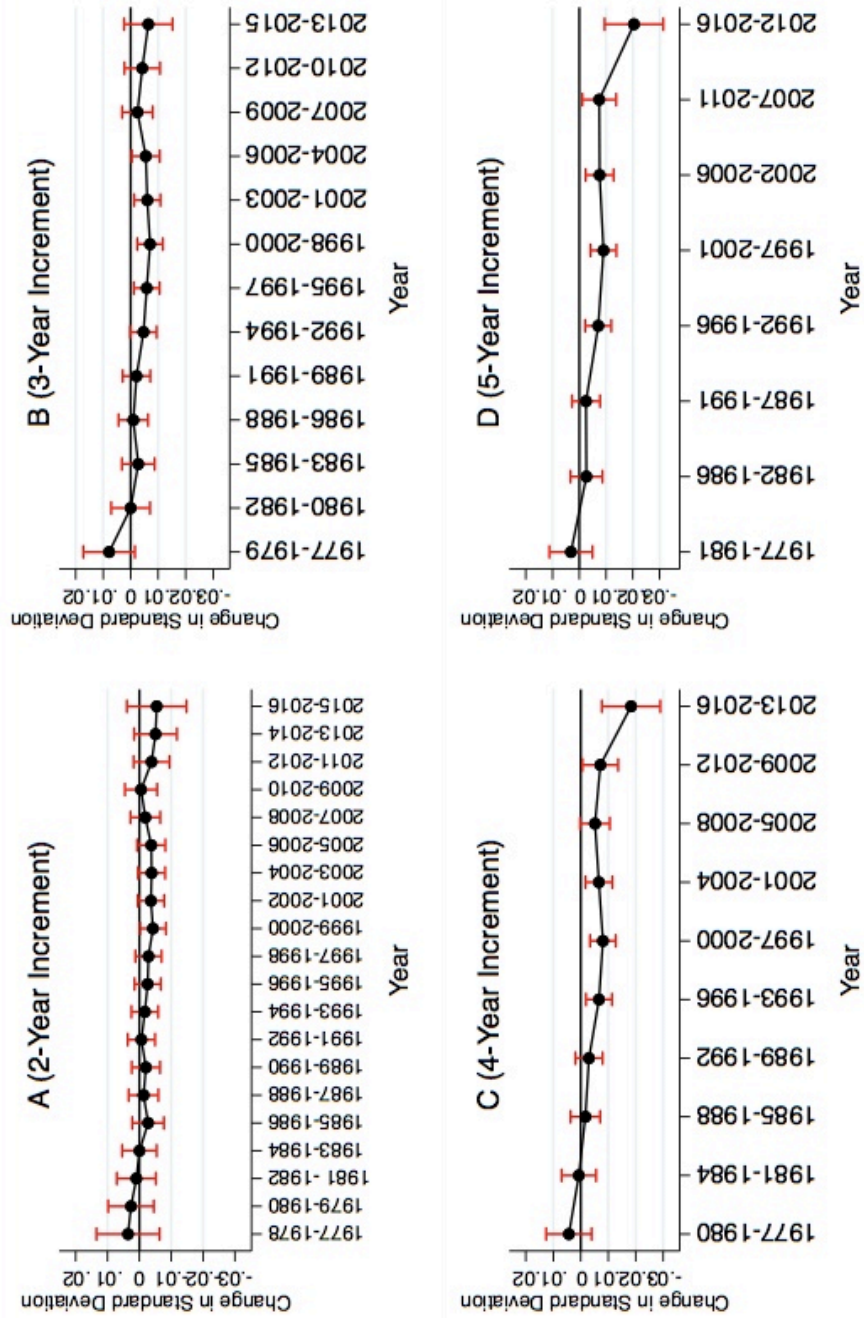 A (2-Year Increment)
Change in Standard Deviation
-.03-.02-.01 0 .01 .02
1977-1978
1979-1980
1981 - 1982
1983-1984
1985-1986
1987-1988
1989-1990
1991-1992
1993-1994
1995-1996
1997-1998
1999-2000
2001-2002
2003-2004
2005-2006
2007-2008
2009-2010
2011-2012
2013-2014
2015-2016
Year
B (3-Year Increment)
Change in Standard Deviation
-.03.02.01 0 .01.02
1977-1979
1980-1982
1983-1985
1986-1988
1989-1991
1992-1994
1995-1997
1998-2000
2001-2003
2004-2006
2007-2009
2010-2012
2013-2015
Year
C (4-Year Increment)
Change in Standard Deviation
-.03.02.01 0 .01.02
1977-1980
1981-1984
1985-1988
1989-1992
1993-1996
1997-2000
2001-2004
2005-2008
2009-2012
2013-2016
Year
D (5-Year Increment)
Change in Standard Deviation
-.03.02.01 0 .01 .02
1977-1981
1982-1986
1987-1991
1992-1996
1997-2001
2002-2006
2007-2011
2012-2016
Year